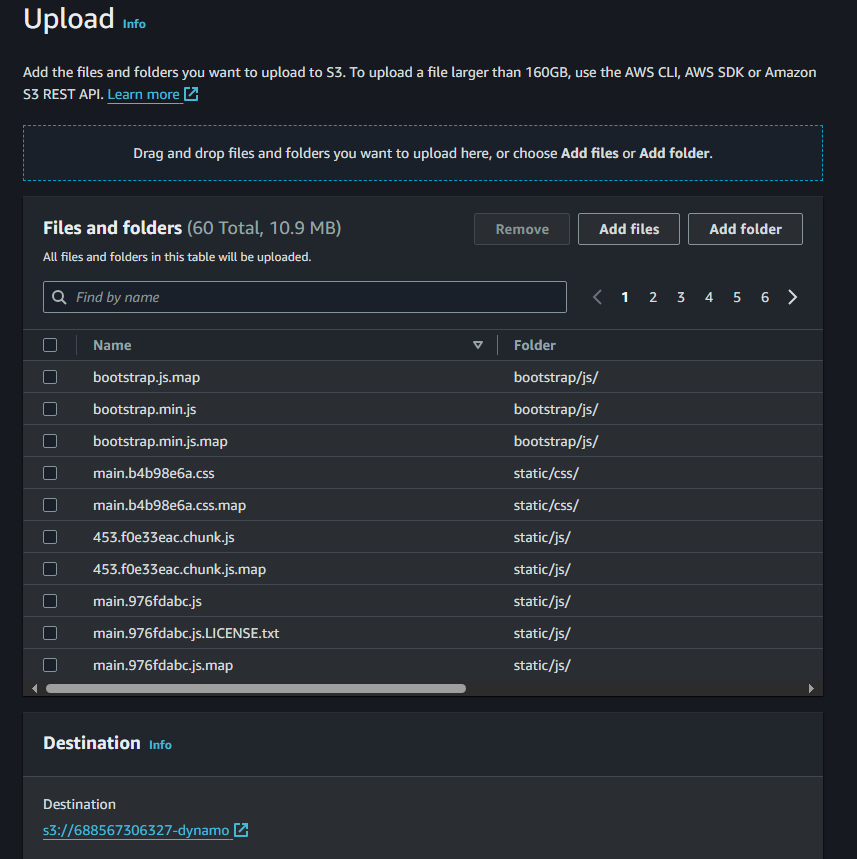 Upload Info
Add the files and folders you want to upload to S3. To upload a file larger than 160GB, use the AWS CLI, AWS SDK or Amazon
S3 REST API. Learn more
Drag and drop files and folders you want to upload here, or choose Add files or Add folder.
Files and folders (60 Total, 10.9 MB)
Remove Add files Add folder
All files and folders in this table will be uploaded.
Find by name
1 2 3 4 5 6
Name Folder
bootstrap.js.map bootstrap/js/
bootstrap.min.js bootstrap/js/
bootstrap.min.js.map bootstrap/js/
main.b4b98e6a.css static/css/
main.b4b98e6a.css.map static/css/
453.f0e33eac.chunk.js static/js/
453.f0e33eac.chunk.js.map static/js/
main.976fdabc.js static/js/
main.976fdabc.js.LICENSE.txt static/js/
main.976fdabc.js.map static/js/
Destination Info
Destination
s3://688567306327-dynamo